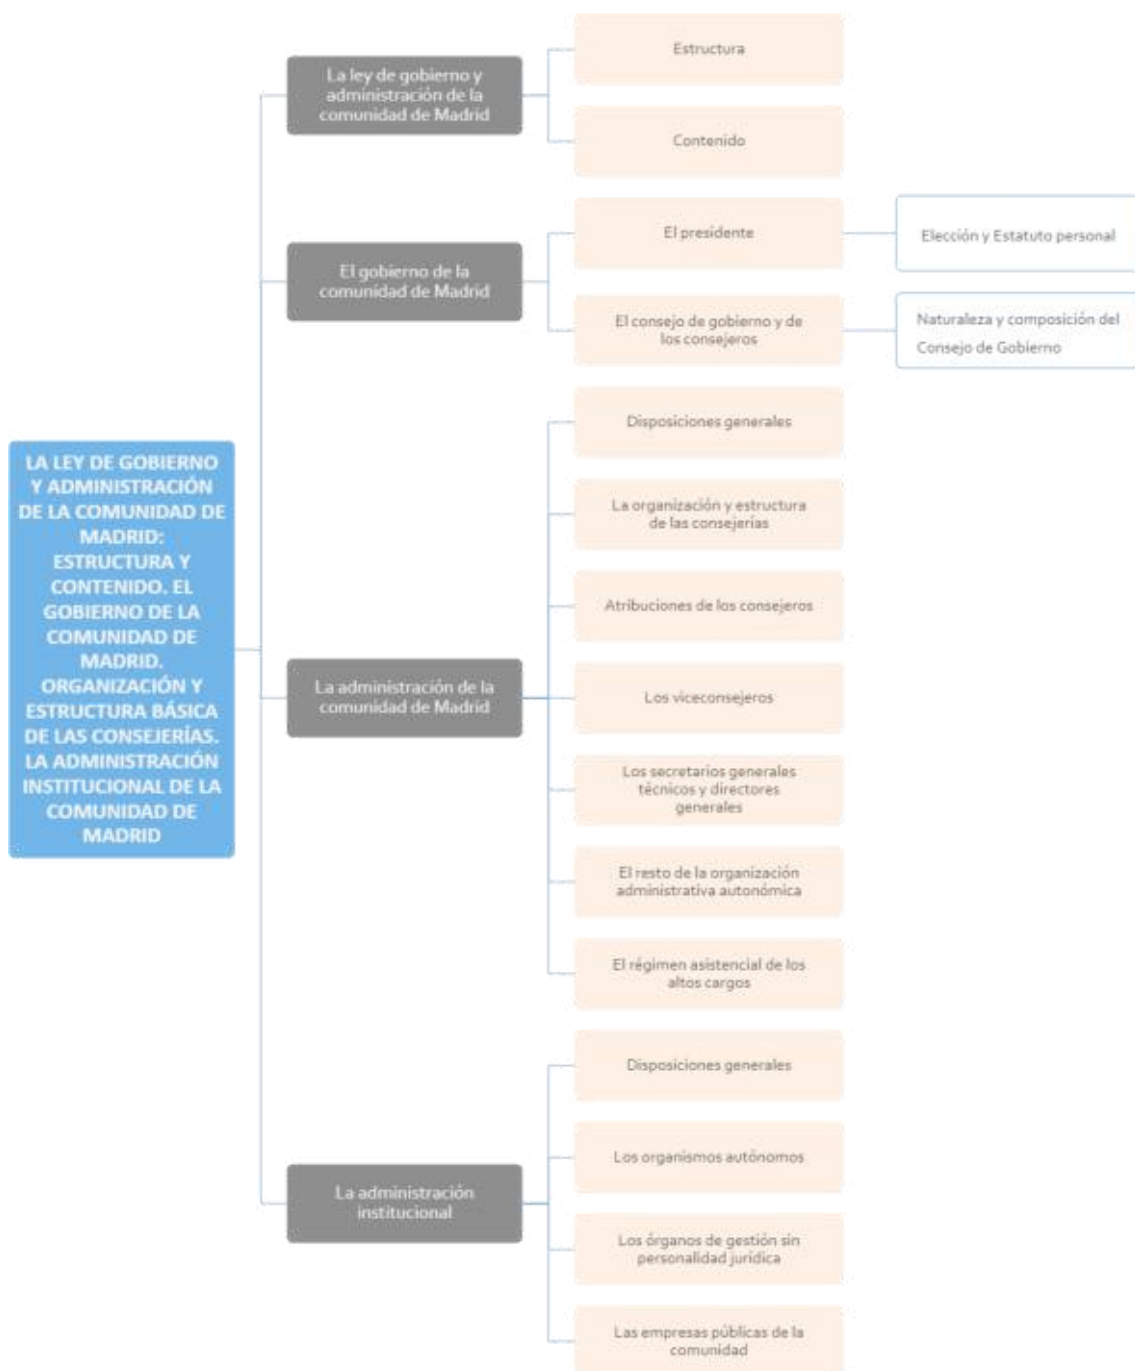 LA LEY DE GOBIERNO
Y ADMINISTRACIÓN
DE LA COMUNIDAD DE
MADRID:
ESTRUCTURA Y
CONTENIDO. EL
GOBIERNO DE LA
COMUNIDAD DE
MADRID.
ORGANIZACIÓN Y
ESTRUCTURA BÁSICA
DE LAS CONSEJERÍAS.
LA ADMINISTRACIÓN
INSTITUCIONAL DE LA
COMUNIDAD DE
MADRID
La ley de gobierno y
administración de la
comunidad de Madrid
Estructura
Contenido
El gobierno de la
comunidad de Madrid
El presidente
Elección y Estatuto personal
El consejo de gobierno y de
los consejeros
Naturaleza y composición del
Consejo de Gobierno
La administración de la
comunidad de Madrid
Disposiciones generales
La organización y estructura
de las consejerías
Atribuciones de los consejeros
Los viceconsejeros
Los secretarios generales
técnicos y directores
generales
El resto de la organización
administrativa autonómica
El régimen asistencial de los
altos cargos
La administración
institucional
Disposiciones generales
Los organismos autónomos
Los órganos de gestión sin
personalidad jurídica
Las empresas públicas de la
comunidad